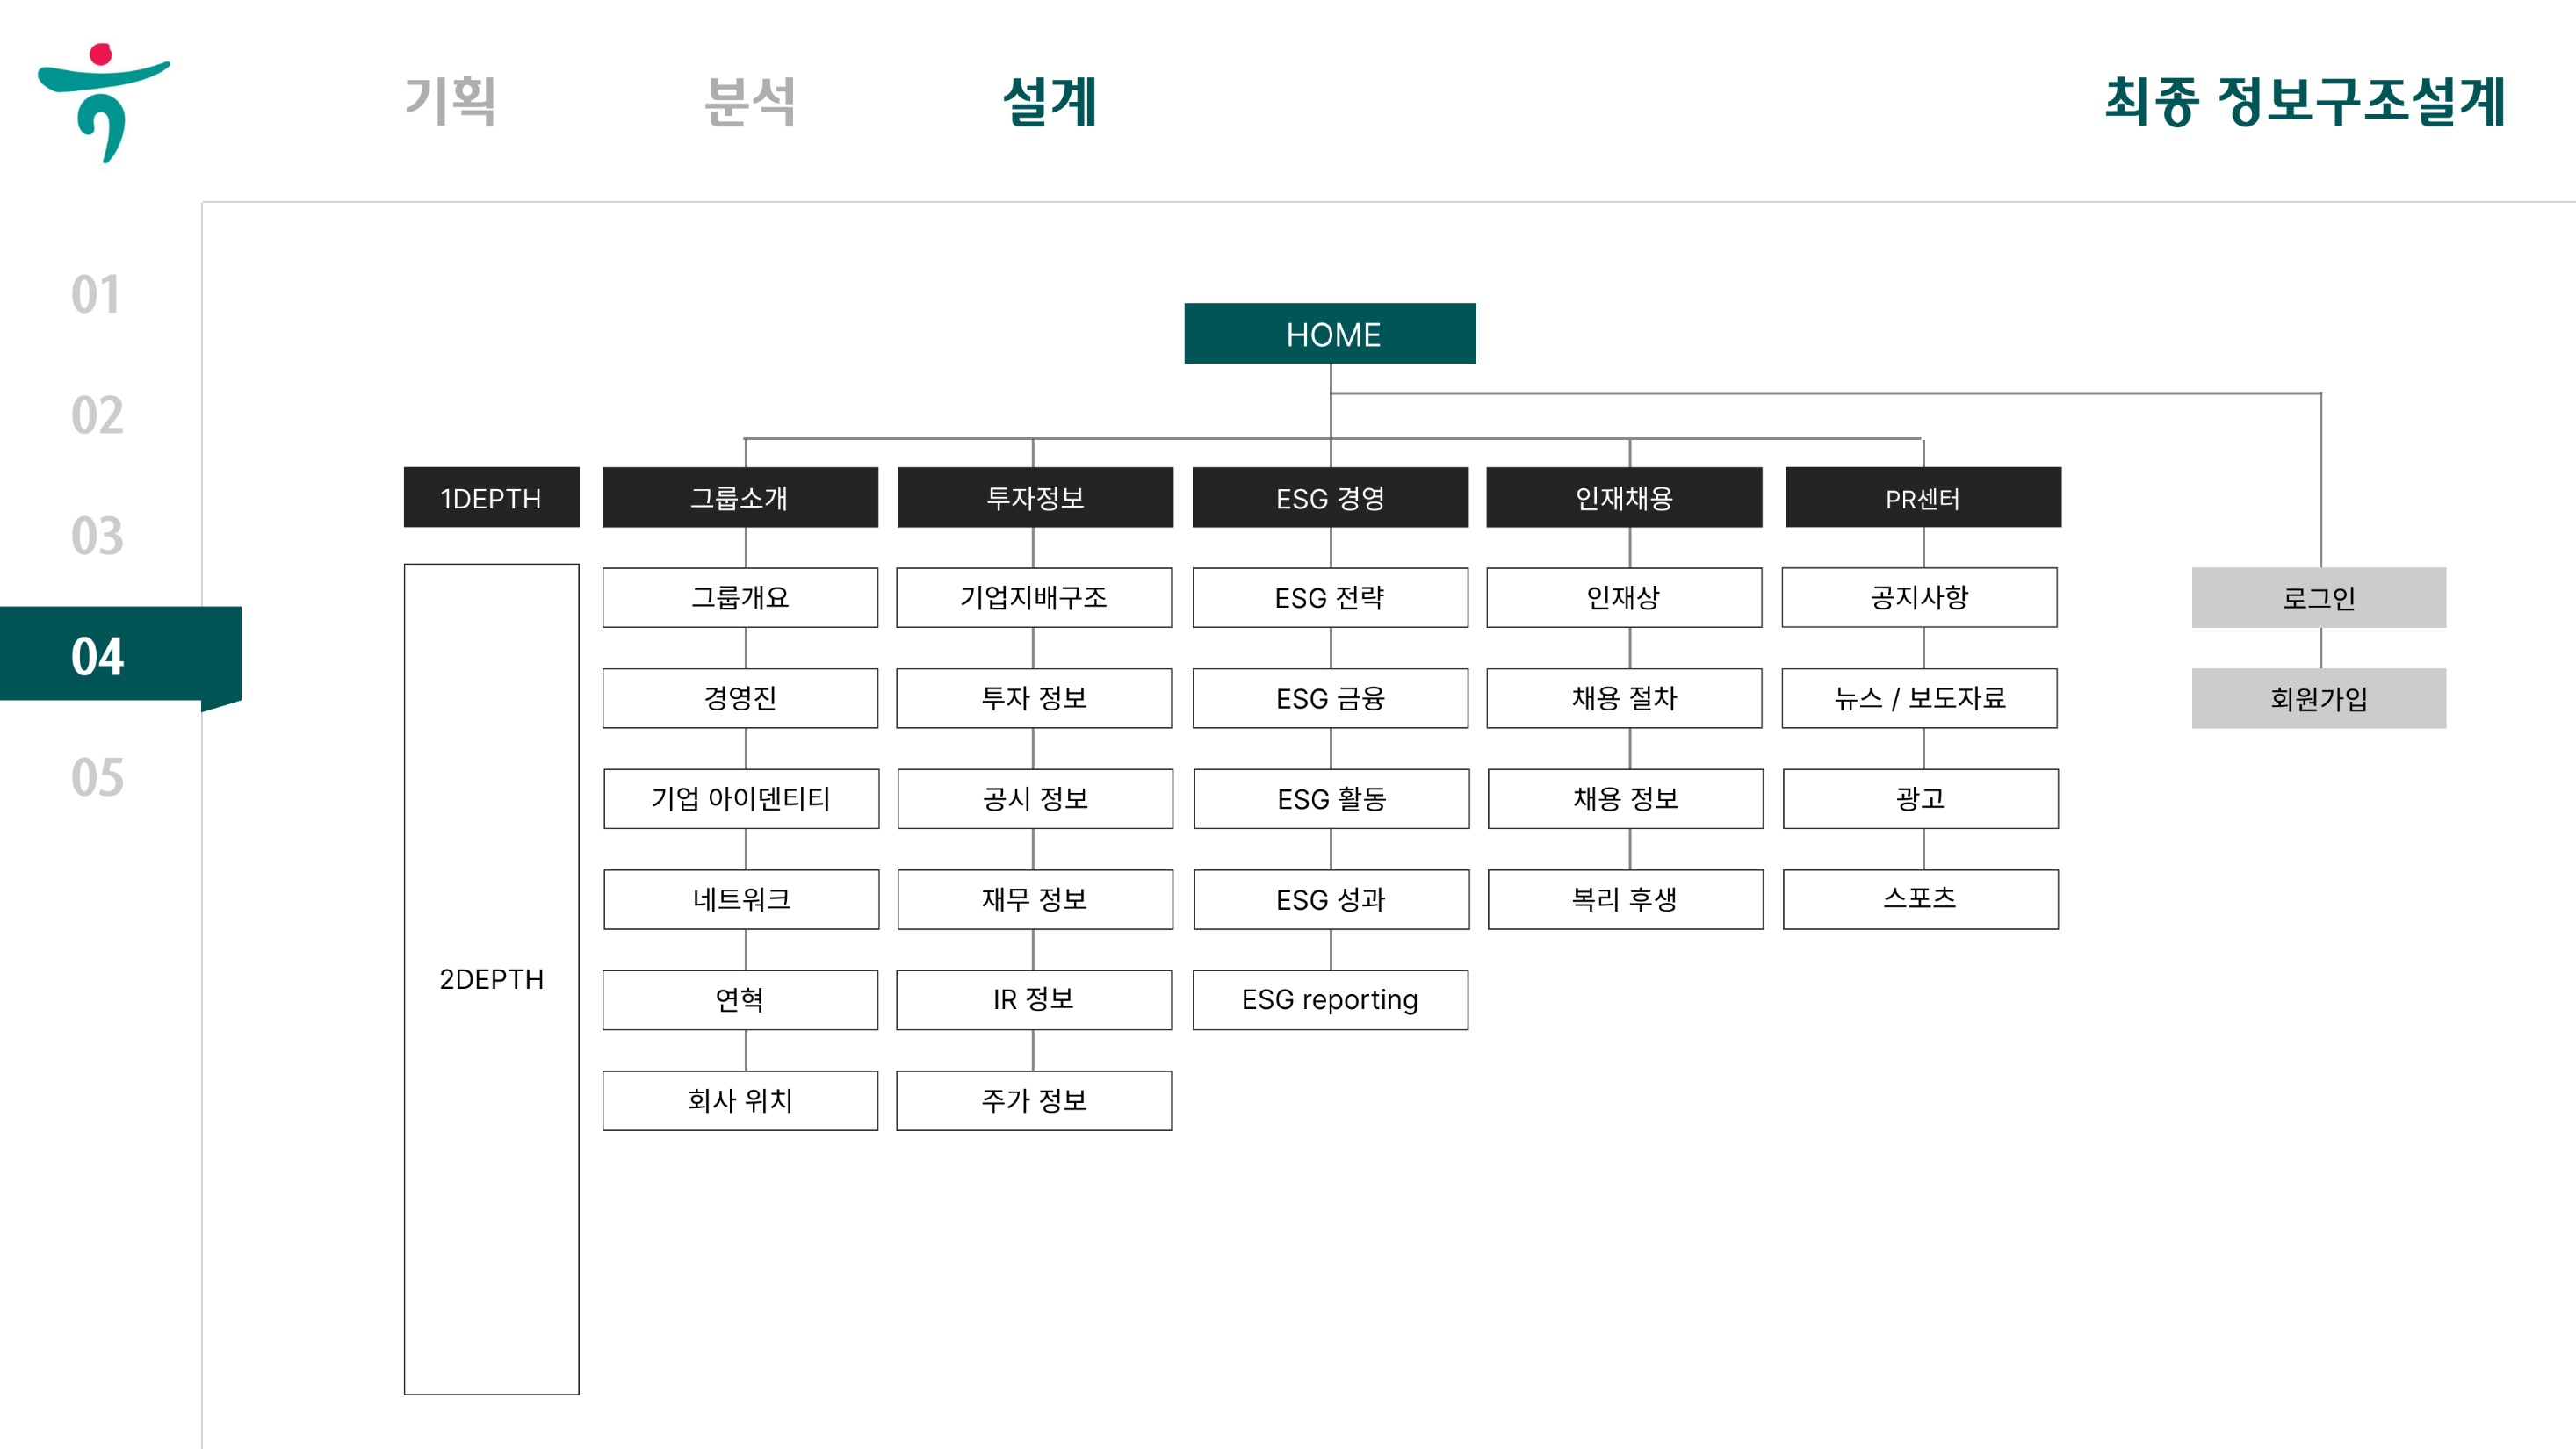 기획
분석
설계
최종 정보구조설계
01
02
03
04
05
HOME
1DEPTH
그룹소개
투자정보
ESG 경영
인재채용
PR센터
2DEPTH
그룹개요
경영진
기업 아이덴티티
네트워크
연혁
회사 위치
기업지배구조
투자 정보
공시 정보
재무 정보
IR 정보
주가 정보
ESG 전략
ESG 금융
ESG 활동
ESG 성과
ESG reporting
인재상
채용 절차
채용 정보
복리 후생
공지사항
뉴스 / 보도자료
광고
스포츠
로그인
회원가입